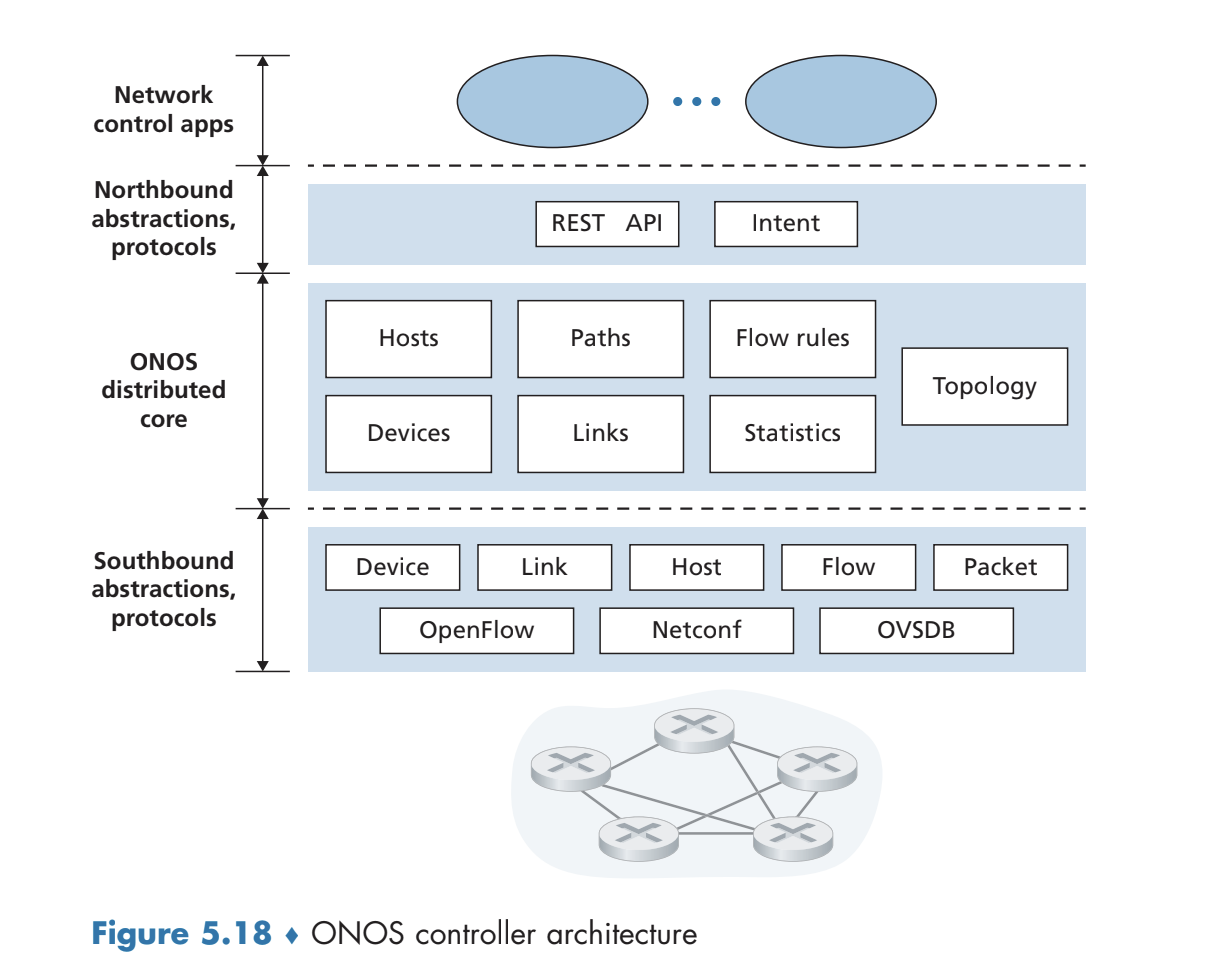 Network
control apps
Northbound
abstractions,
protocols
REST API
Intent
ONOS
distributed
core
Hosts
Paths
Flow rules
Topology
Devices
Links
Statistics
Southbound
abstractions,
protocols
Device
Link
Host
Flow
Packet
OpenFlow
Netconf
OVSDB
Figure 5.18 ♦ ONOS controller architecture